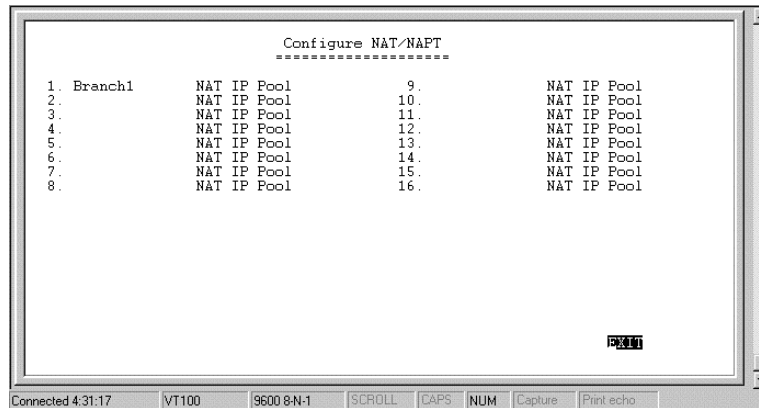 Configure NAT/NAPT
====================
1. Branch1 NAT IP Pool 9. NAT IP Pool
2. NAT IP Pool 10. NAT IP Pool
3. NAT IP Pool 11. NAT IP Pool
4. NAT IP Pool 12. NAT IP Pool
5. NAT IP Pool 13. NAT IP Pool
6. NAT IP Pool 14. NAT IP Pool
7. NAT IP Pool 15. NAT IP Pool
8. NAT IP Pool 16. NAT IP Pool
EXIT
Connected 4:31:17 VT100 9600 8-N-1 SCROLL CAPS NUM Capture Print echo